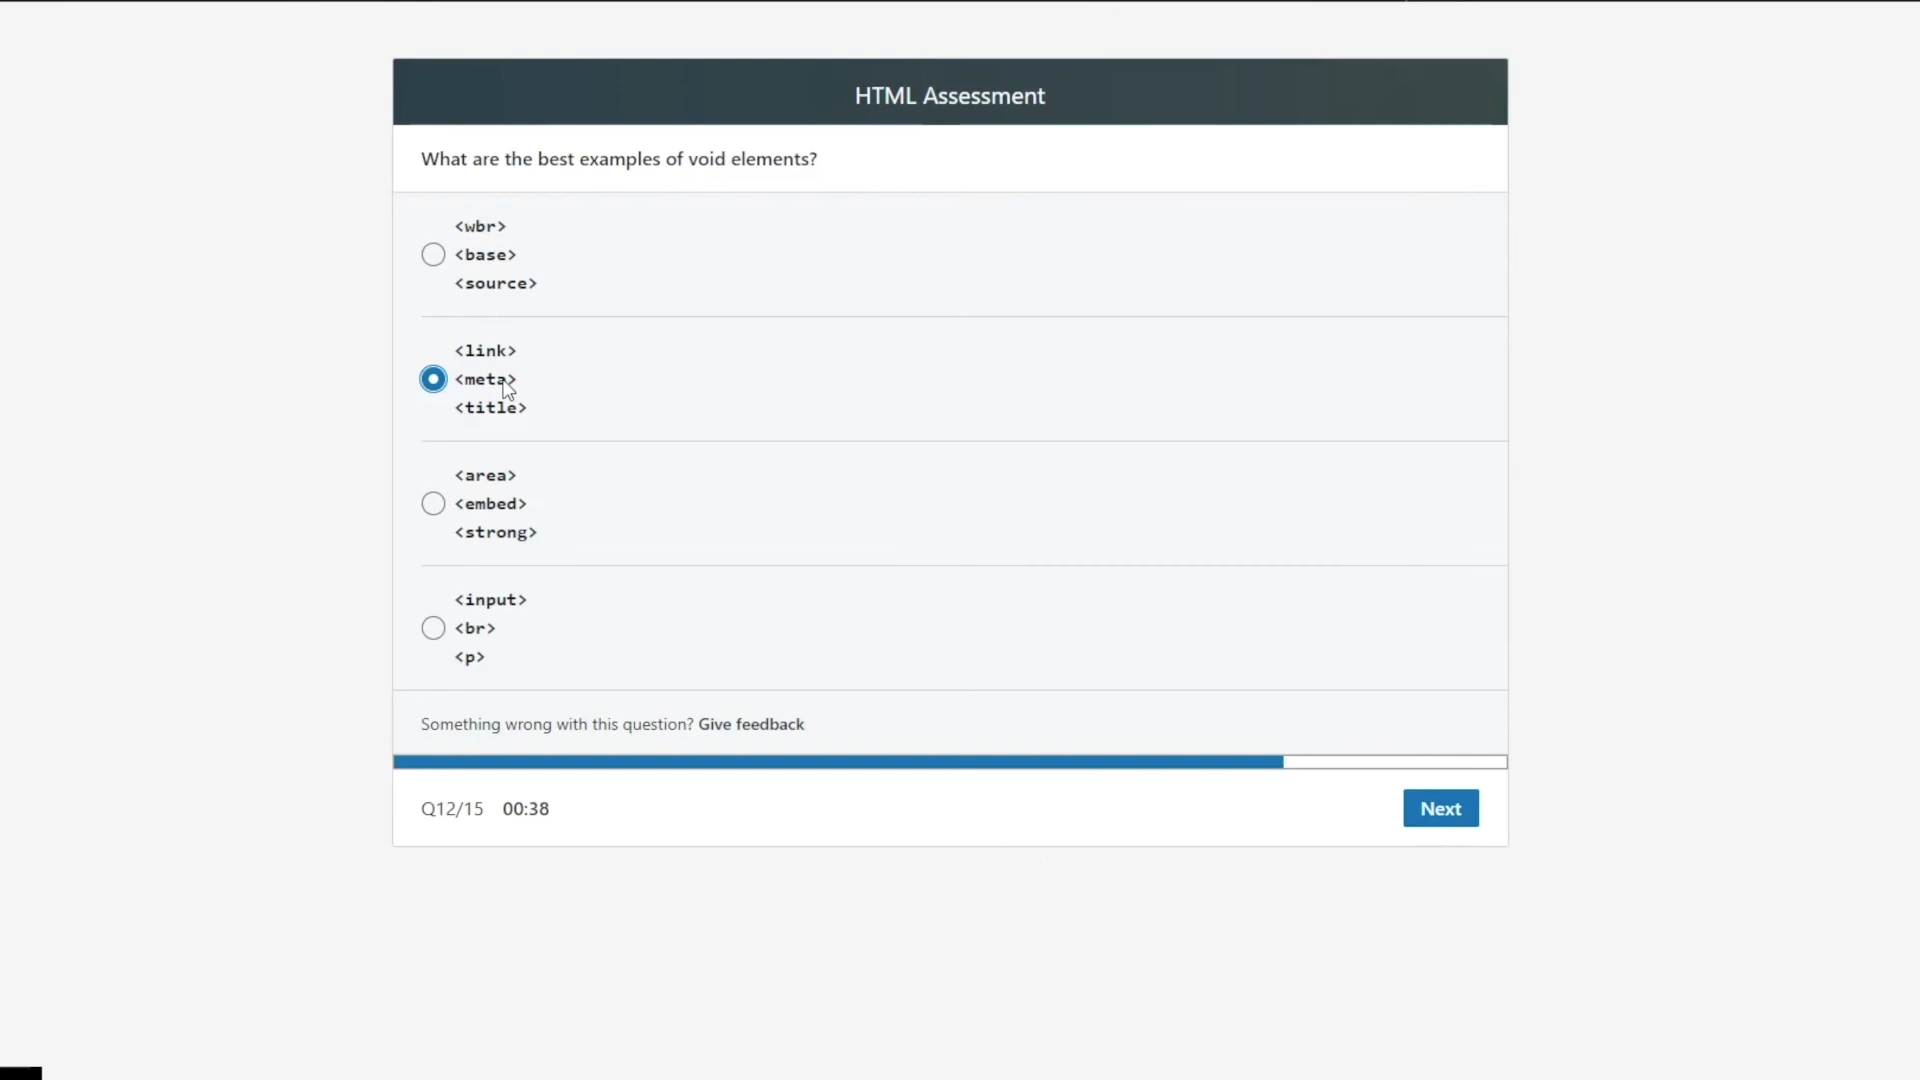 HTML Assessment
What are the best examples of void elements?
<wbr>
<base>
<source>
<link>
<meta>
<title>
<area>
<embed>
<strong>
<input>
<br>
<p>
Something wrong with this question? Give feedback
Q12/15 00:38 Next